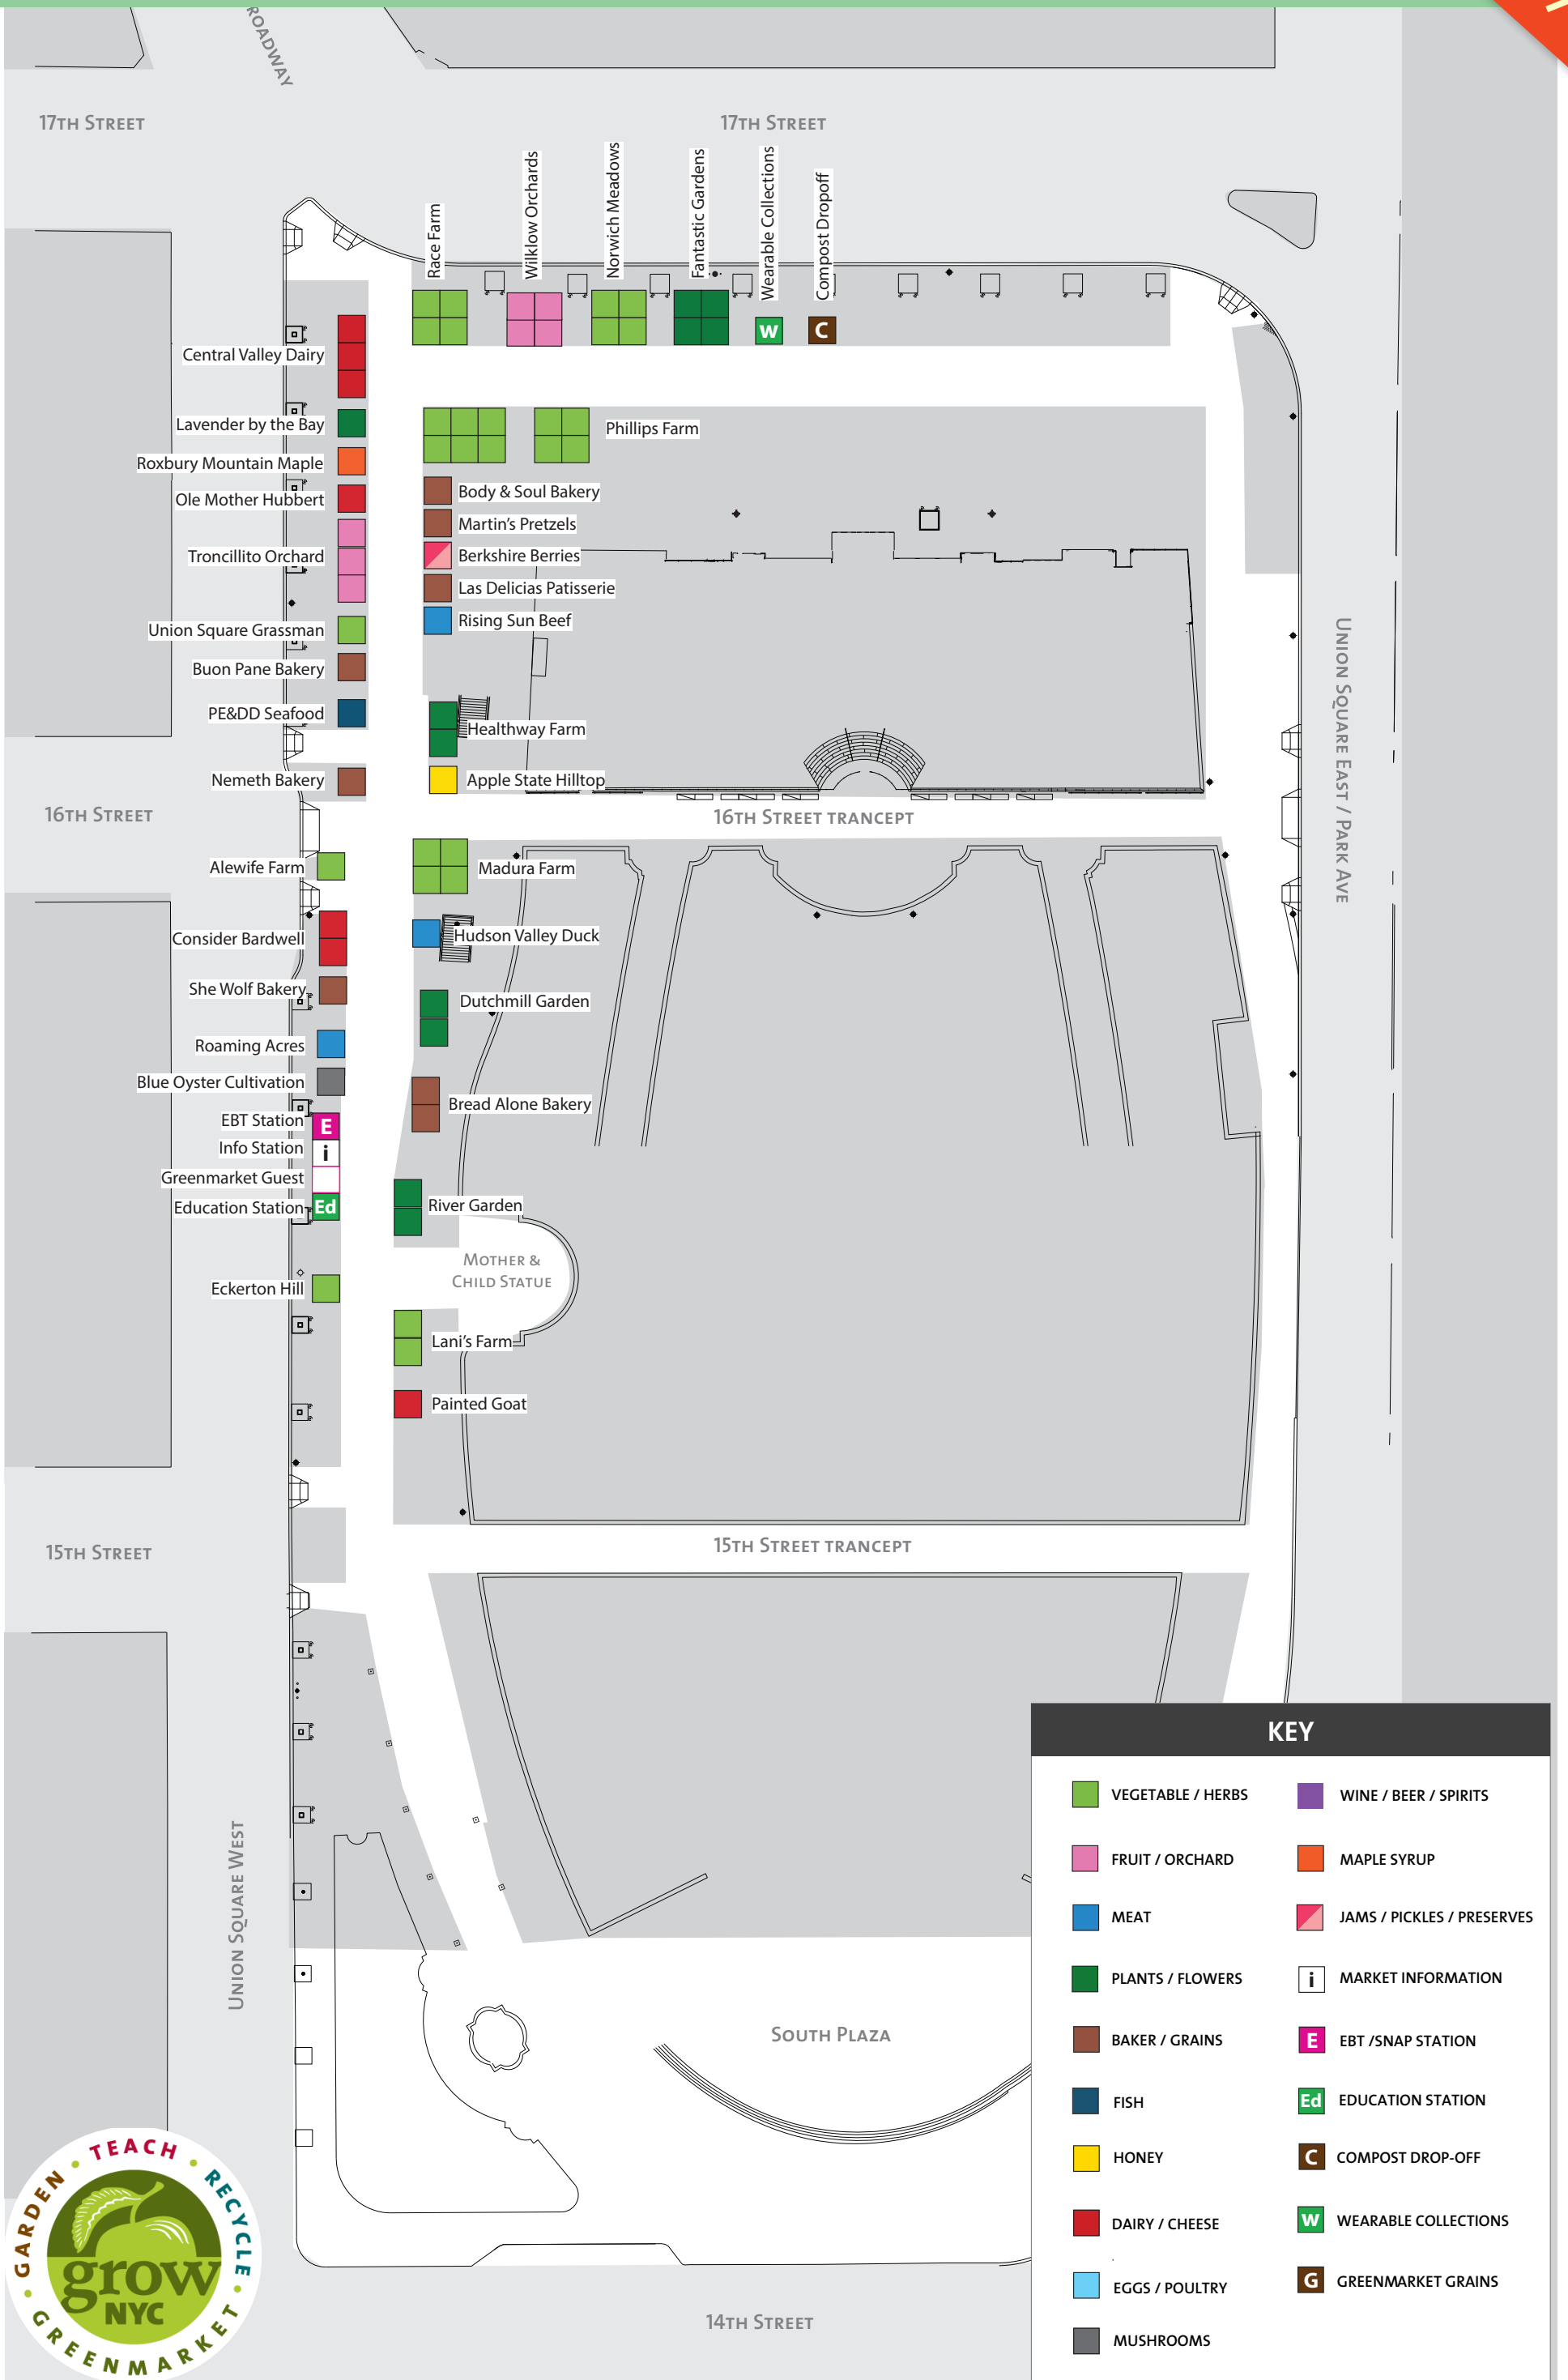 ROADWAY
17TH STREET
17TH STREET
Race Farm
Wilklow Orchards
Norwich Meadows
Fantastic Gardens
Wearable Collections
Compost Dropoff
W
C
Central Valley Dairy
Lavender by the Bay
Roxbury Mountain Maple
Ole Mother Hubbert
Troncillito Orchard
Union Square Grassman
Buon Pane Bakery
PE&DD Seafood
Nemeth Bakery
Phillips Farm
Body & Soul Bakery
Martin's Pretzels
Berkshire Berries
Las Delicias Patisserie
Rising Sun Beef
Healthway Farm
Apple State Hilltop
UNION SQUARE EAST / PARK AVE
16TH STREET
16TH STREET TRANCEPT
Alewife Farm
Consider Bardwell
She Wolf Bakery
Roaming Acres
Blue Oyster Cultivation
EBT Station
E
Info Station
i
Greenmarket Guest
Education Station
Ed
Eckerton Hill
Madura Farm
Hudson Valley Duck
Dutchmill Garden
Bread Alone Bakery
River Garden
MOTHER &
CHILD STATUE
Lani's Farm
Painted Goat
15TH STREET
15TH STREET TRANCEPT
UNION SQUARE WEST
SOUTH PLAZA
14TH STREET
KEY
VEGETABLE / HERBS
FRUIT / ORCHARD
MEAT
PLANTS / FLOWERS
BAKER / GRAINS
FISH
HONEY
DAIRY / CHEESE
EGGS / POULTRY
MUSHROOMS
WINE / BEER / SPIRITS
MAPLE SYRUP
JAMS / PICKLES / PRESERVES
i MARKET INFORMATION
E EBT /SNAP STATION
Ed EDUCATION STATION
C COMPOST DROP-OFF
W WEARABLE COLLECTIONS
G GREENMARKET GRAINS
GARDEN • TEACH • RECYCLE • GREENMARKET •
grow
NYC